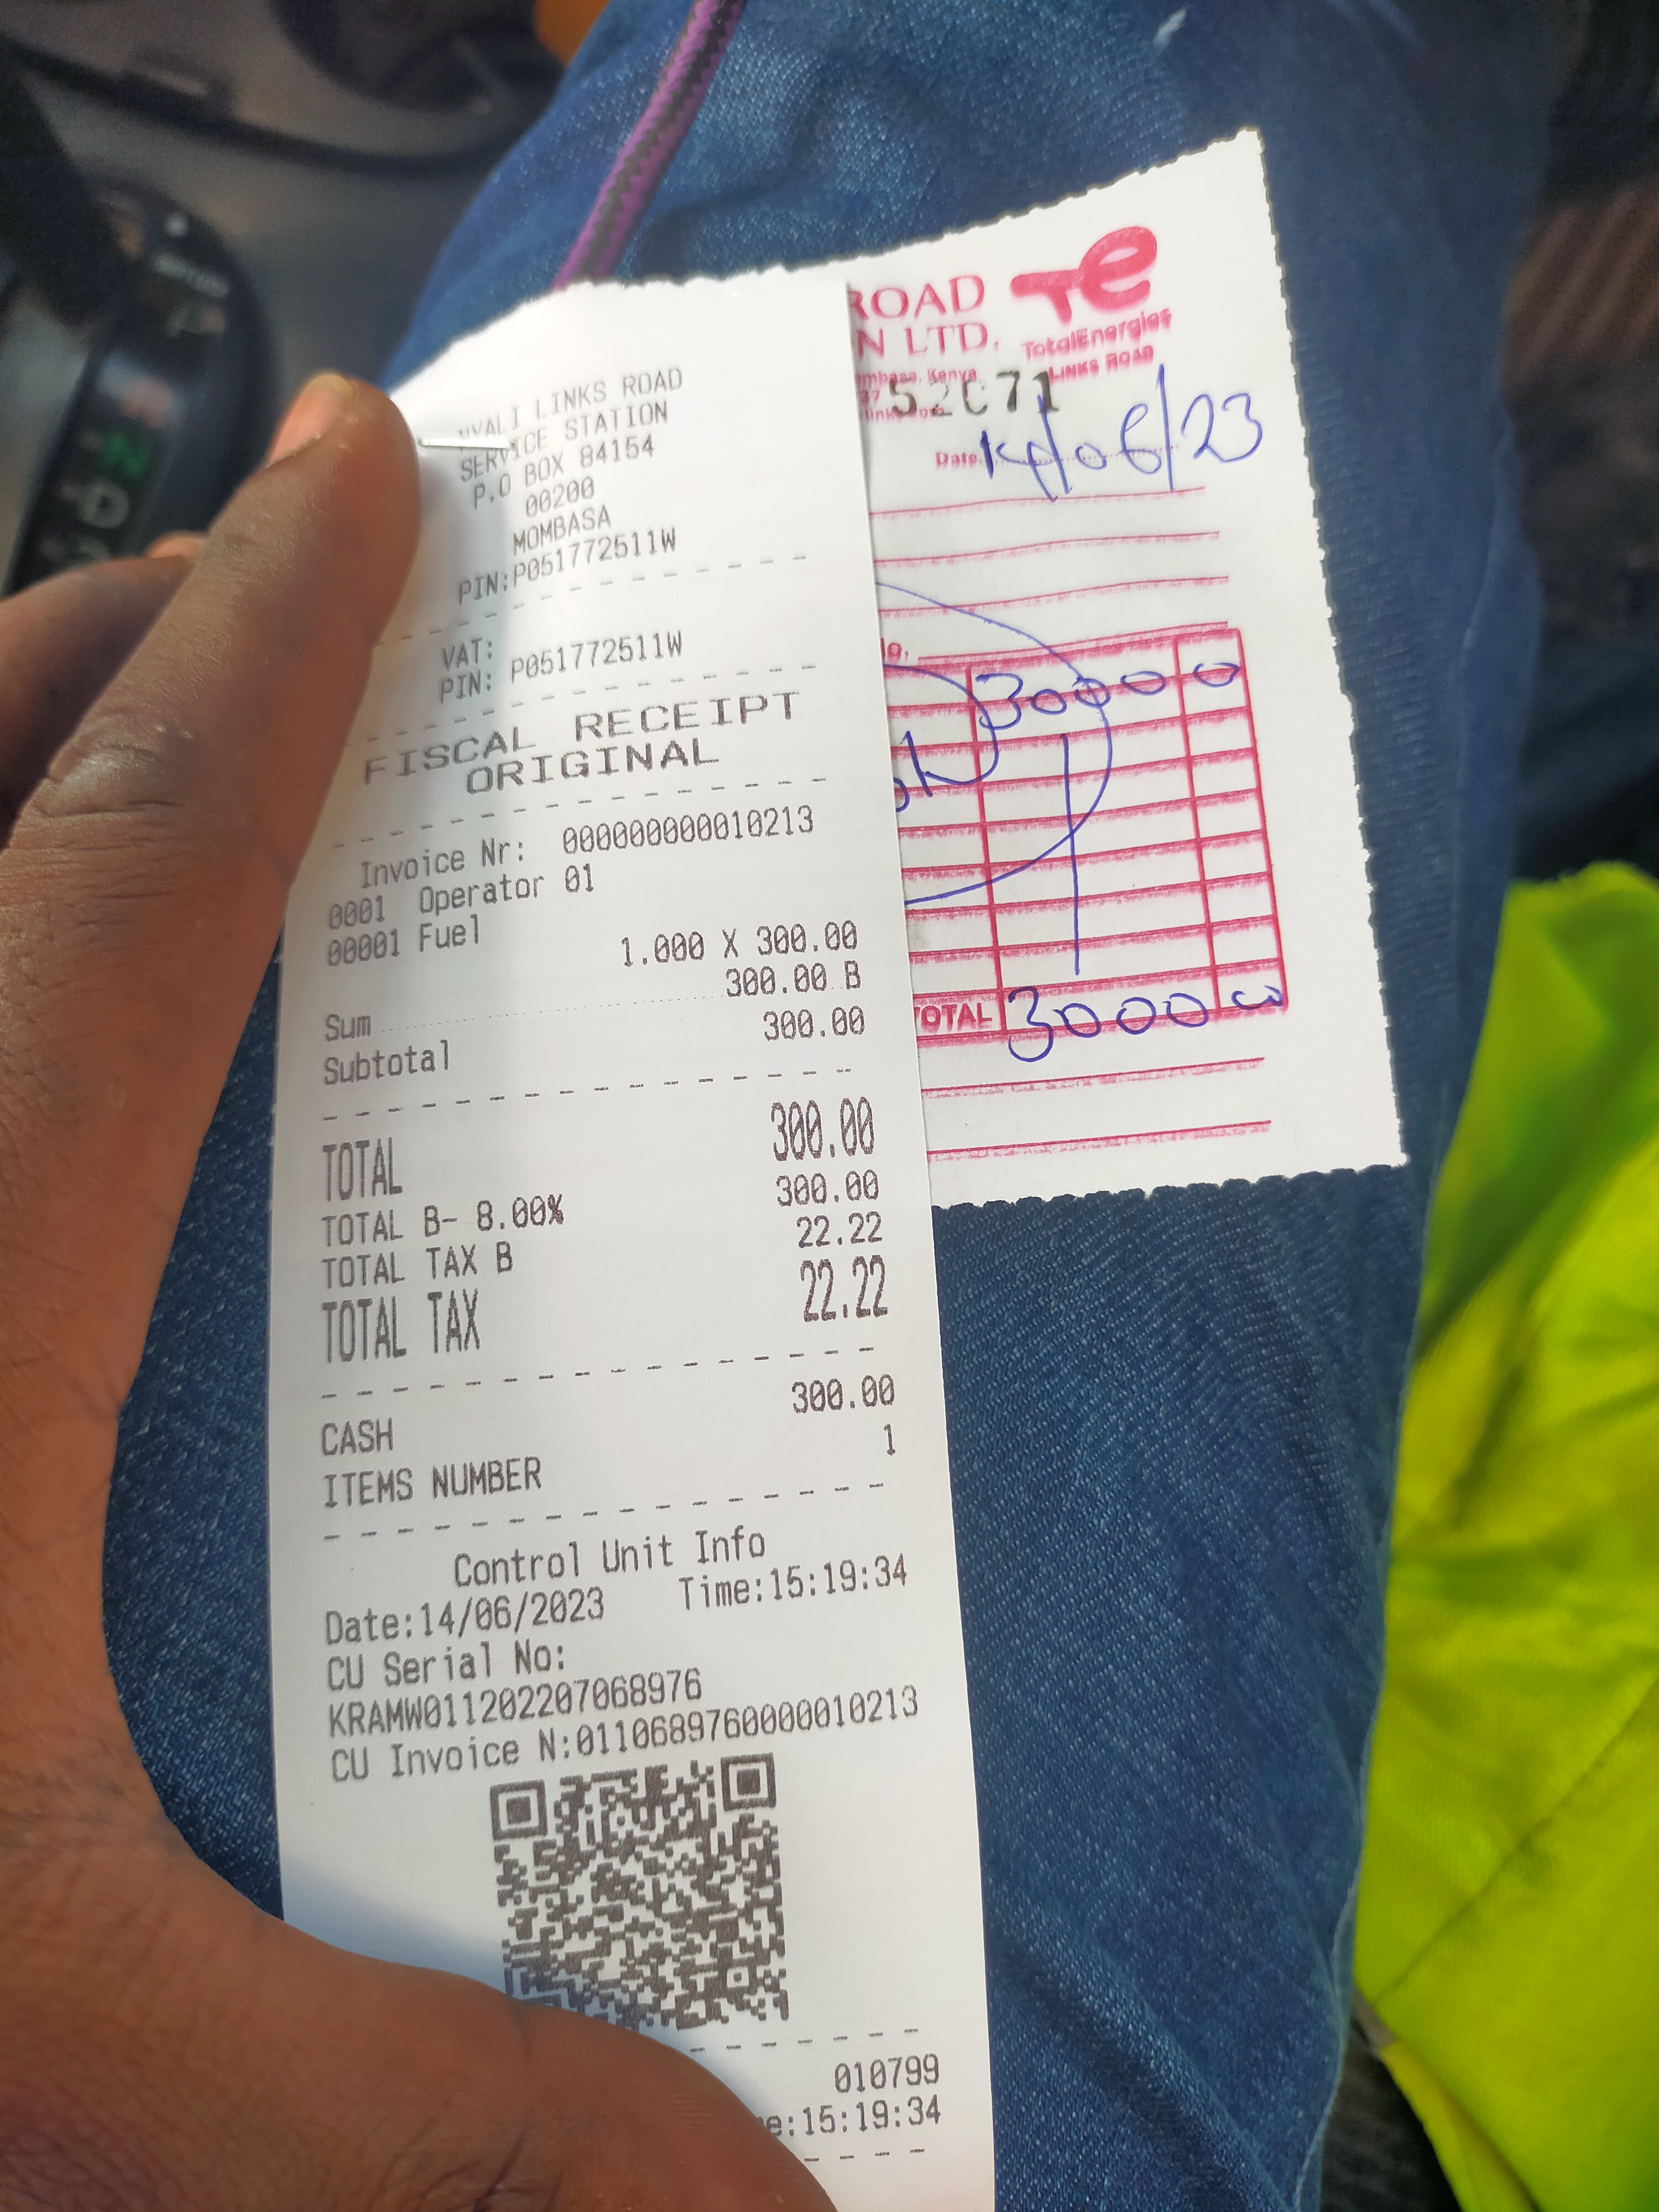 NYALI LINKS ROAD
SERVICE STATION
P.O BOX 84154
00200
MOMBASA
PIN:P051772511W
VAT:
PIN: P051772511W
FISCAL RECEIPT
ORIGINAL
Invoice Nr: 000000000010213
0001 Operator 01
00001 Fuel
1.000 X 300.00
300.00 B
Sum
Subtotal 300.00
TOTAL 300.00
TOTAL B- 8.00% 300.00
TOTAL TAX B 22.22
TOTAL TAX 22.22
CASH 300.00
ITEMS NUMBER 1
Control Unit Info
Date:14/06/2023 Time:15:19:34
CU Serial No:
KRAMW011202207068976
CU Invoice N:0110689760000010213
010799
e:15:19:34
ROAD
N LTD.
TotalEnergies
LINKS ROAD
mbasa, Kenya
37
Date 14/06/23
o.
3000 00
TOTAL 3000 00
N